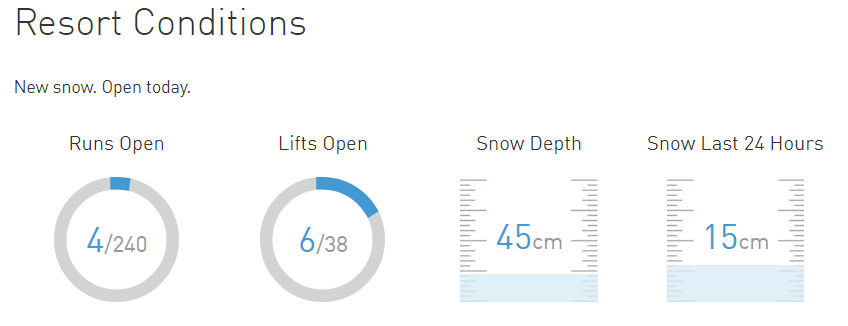 Resort Conditions
New snow. Open today.
Runs Open
Lifts Open
Snow Depth
Snow Last 24 Hours
4/240
6/38
45cm
15cm